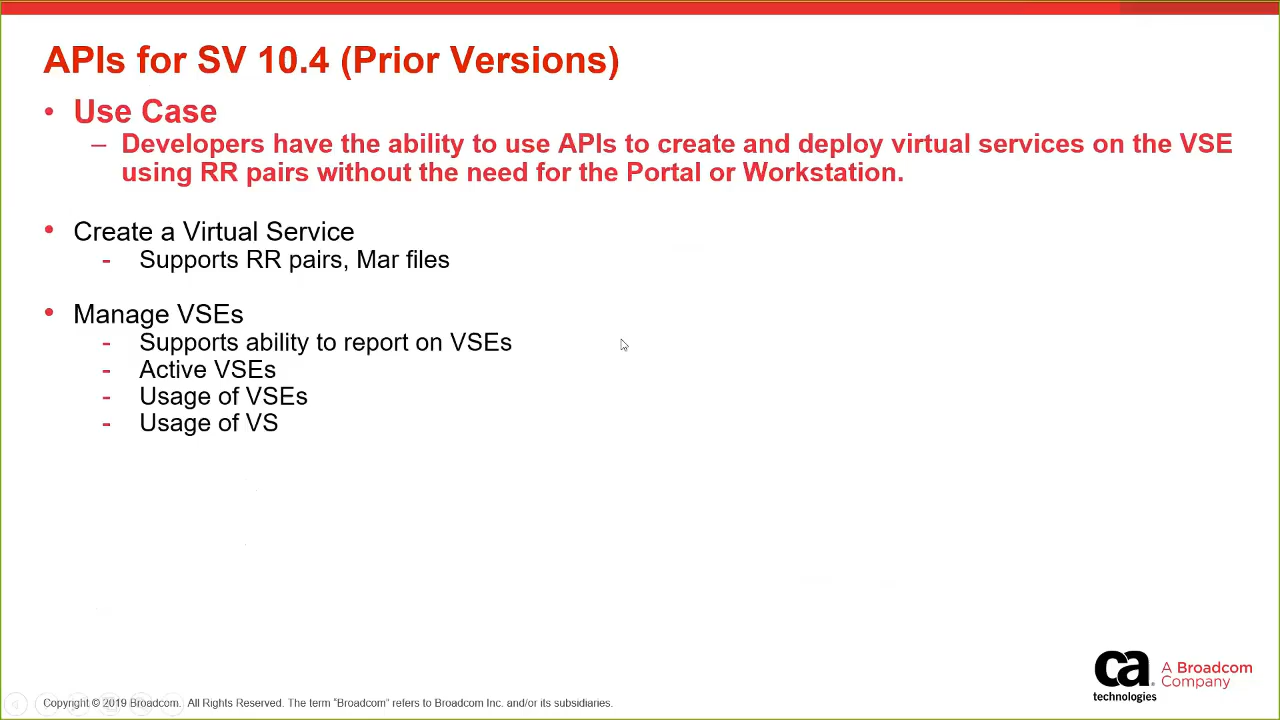 APIs for SV 10.4 (Prior Versions)
• Use Case
– Developers have the ability to use APIs to create and deploy virtual services on the VSE
using RR pairs without the need for the Portal or Workstation.
• Create a Virtual Service
- Supports RR pairs, Mar files
• Manage VSEs
- Supports ability to report on VSEs
- Active VSEs
- Usage of VSEs
- Usage of VS
ca
technologies
A Broadcom
Company
Copyright © 2019 Broadcom. All Rights Reserved. The term “Broadcom” refers to Broadcom Inc. and/or its subsidiaries.